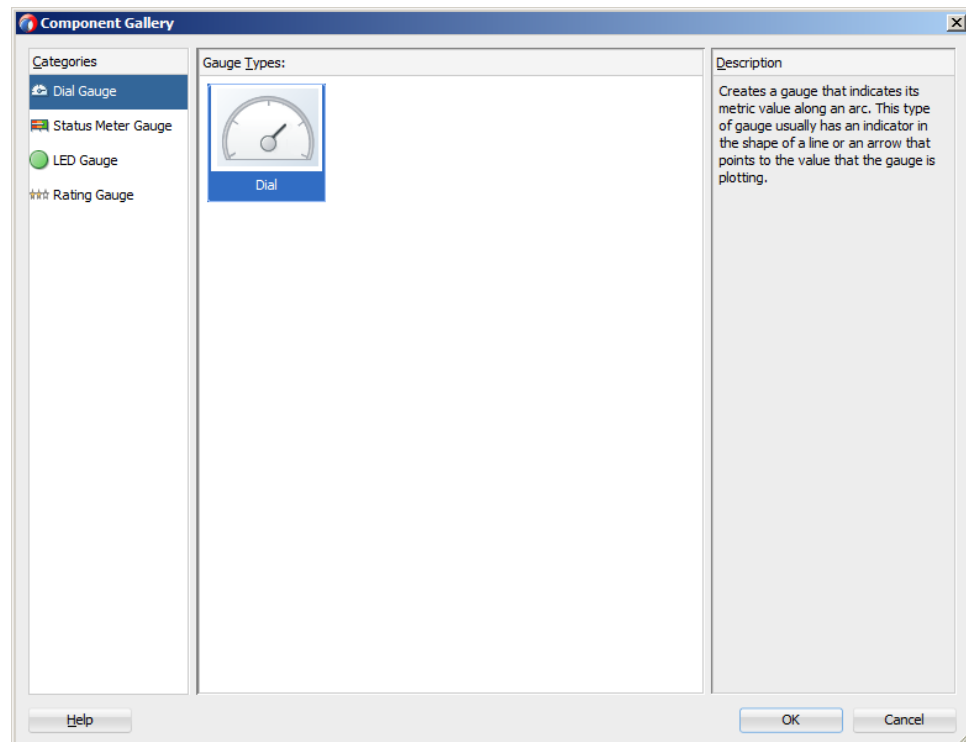 Component Gallery
Categories
Dial Gauge
Status Meter Gauge
LED Gauge
Rating Gauge
Gauge Types:
Dial
Description
Creates a gauge that indicates its
metric value along an arc. This type
of gauge usually has an indicator in
the shape of a line or an arrow that
points to the value that the gauge is
plotting.
Help
OK
Cancel